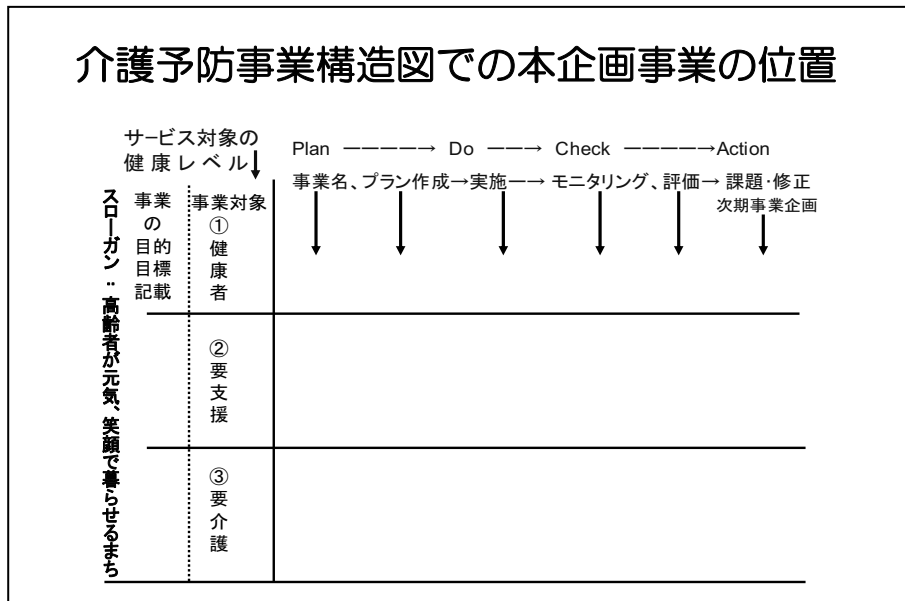 介護予防事業構造図での本企画事業の位置
サービス対象の
健康レベル↓
Plan ―――――→ Do ――→ Check ――――→Action
事業名、プラン作成→実施―→ モニタリング、評価→ 課題・修正
次期事業企画
スローガン：高齢者が元気、笑顔で暮らせるまち
事業
の
目的
目標
記載
事業対象
①
健
康
者
②
要
支
援
③
要
介
護